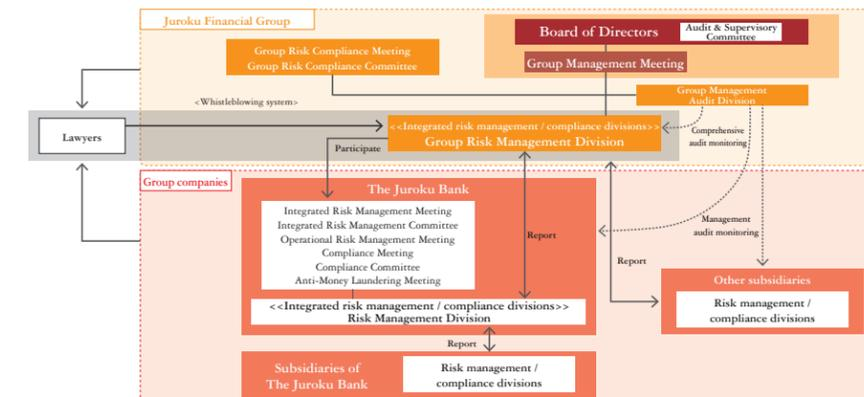 Juroku Financial Group
Board of Directors
Audit & Supervisory
Committee
Group Risk Compliance Meeting
Group Risk Compliance Committee
Group Management Meeting
Group Management
Audit Division
<Whistleblowing system>
Lawyers
<<Integrated risk management / compliance divisions>>
Group Risk Management Division
Comprehensive
audit monitoring
Participate
Group companies
The Juroku Bank
Integrated Risk Management Meeting
Integrated Risk Management Committee
Operational Risk Management Meeting
Compliance Meeting
Compliance Committee
Anti-Money Laundering Meeting
Report
Management
audit monitoring
Report
<<Integrated risk management / compliance divisions>>
Risk Management Division
Other subsidiaries
Risk management /
compliance divisions
Report
Subsidiaries of
The Juroku Bank
Risk management /
compliance divisions